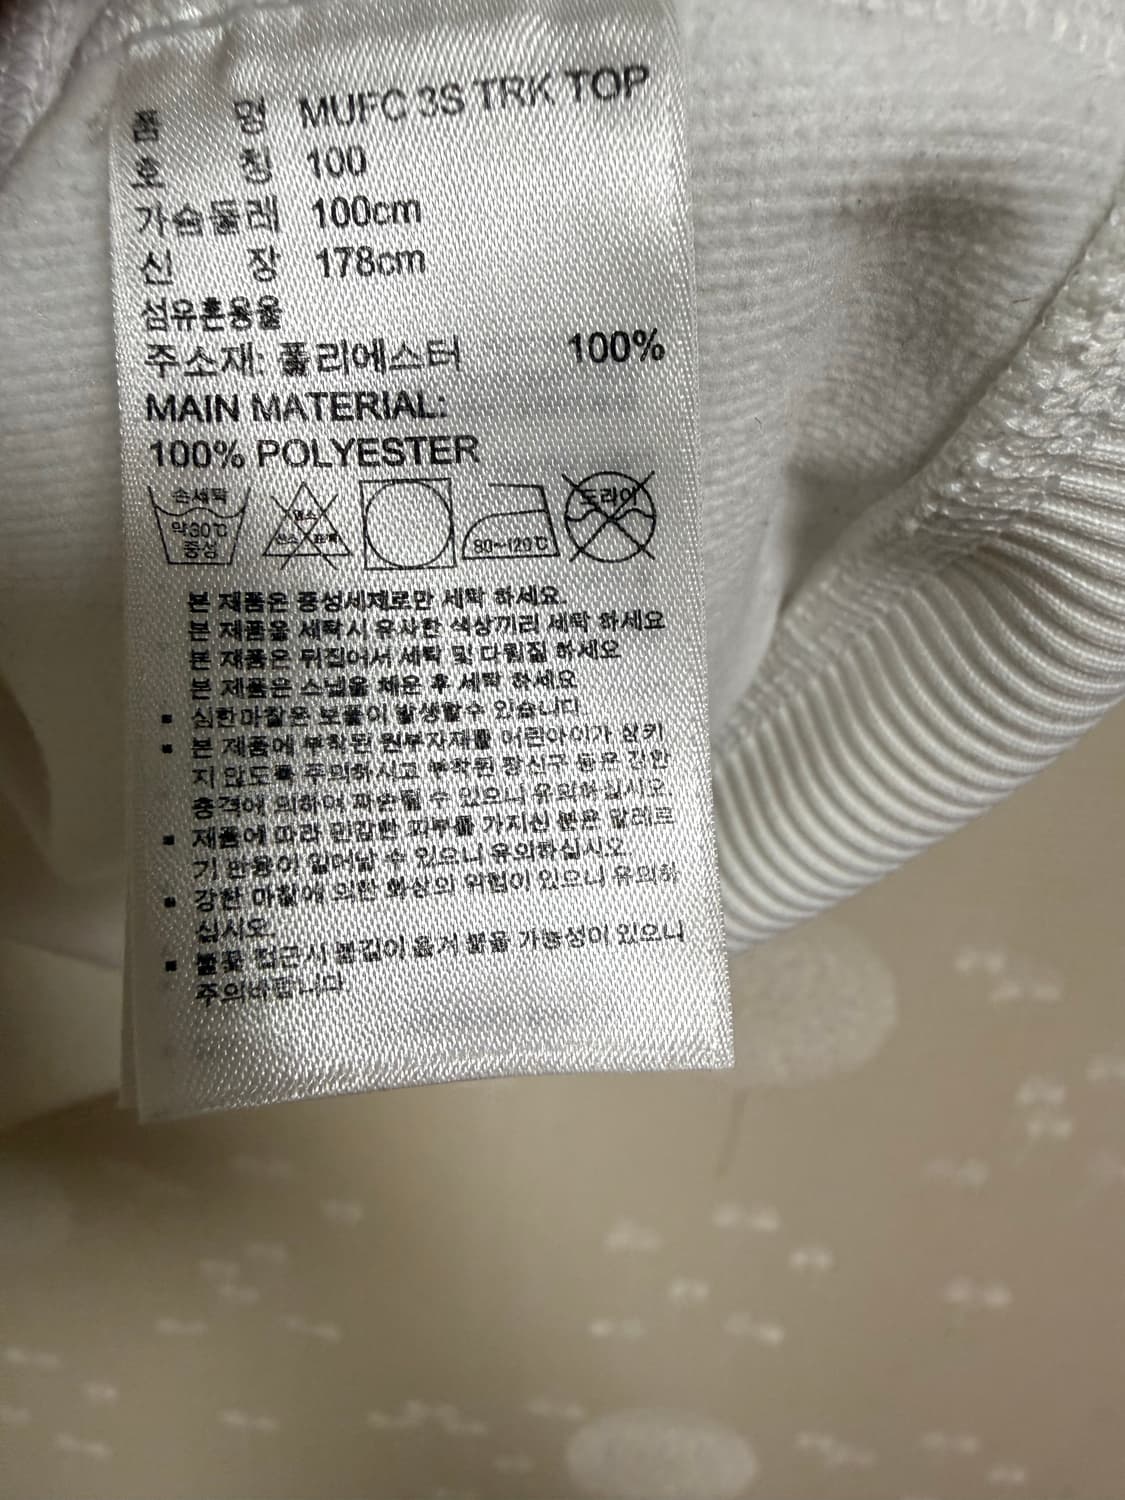 품 명 MUFC 3S TRK TOP
호 칭 100
가슴둘레 100cm
신 장 178cm
섬유혼용율
주소재: 폴리에스터 100%
MAIN MATERIAL:
100% POLYESTER
손세탁
약30℃
중성
염소
산소 표백
80~120℃
드라이
본 제품은 중성세제로만 세탁 하세요.
본 제품을 세탁시 유사한 색상끼리 세탁 하세요
본 제품은 뒤집어서 세탁 및 다림질 하세요
본 제품은 스냅을 채운 후 세탁 하세요
▪ 심한마찰은 보풀이 발생할수 있습니다
▪ 본 제품에 부착된 원부자재를 어린아이가 삼키
지 않도록 주의하시고 부착된 장신구 등은 강한
충격에 의하여 파손될 수 있으니 유의하십시오.
▪ 제품에 따라 민감한 피부를 가지신 분은 알레르
기 반응이 일어날 수 있으니 유의하십시오
▪ 강한 마찰에 의한 화상의 위험이 있으니 유의하
십시오.
▪ 불꽃 접근시 불길이 옮겨 붙을 가능성이 있으니
주의바랍니다